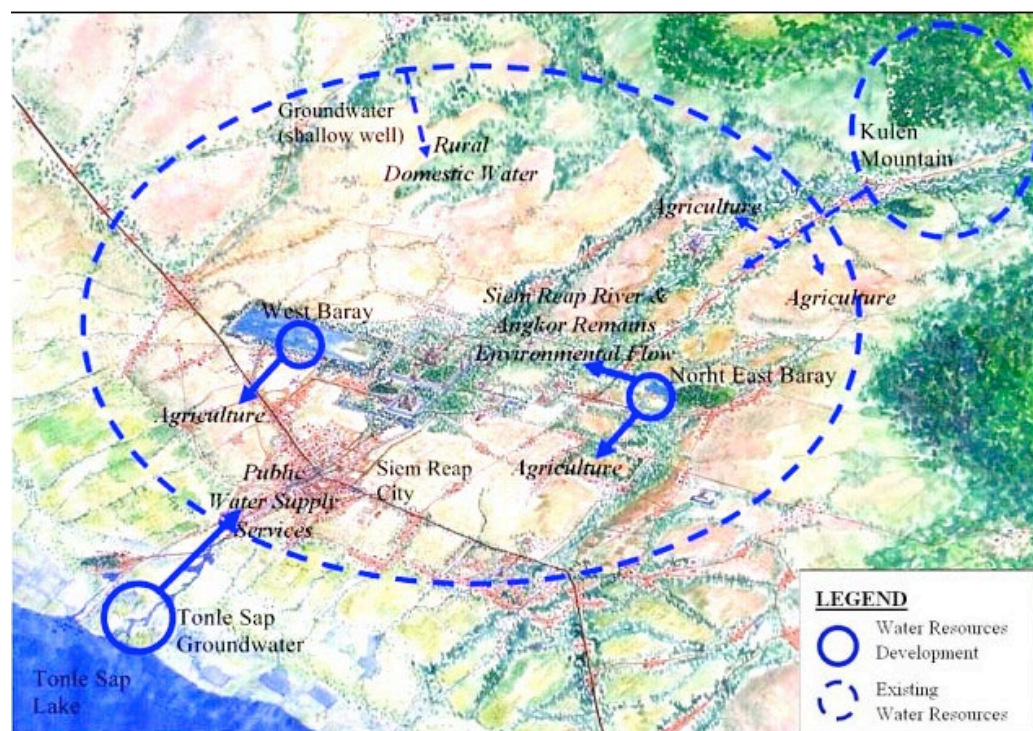 Groundwater
(shallow well)
Rural
Domestic Water
Kulen
Mountain
Agriculture
Agriculture
Siem Reap River &
Angkor Remains
Environmental Flow
West Baray
Norht East Baray
Agriculture
Agriculture
Public
Water Supply
Services
Siem Reap
City
Tonle Sap
Groundwater
Tonle Sap
Lake
LEGEND
Water Resources
Development
Existing
Water Resources